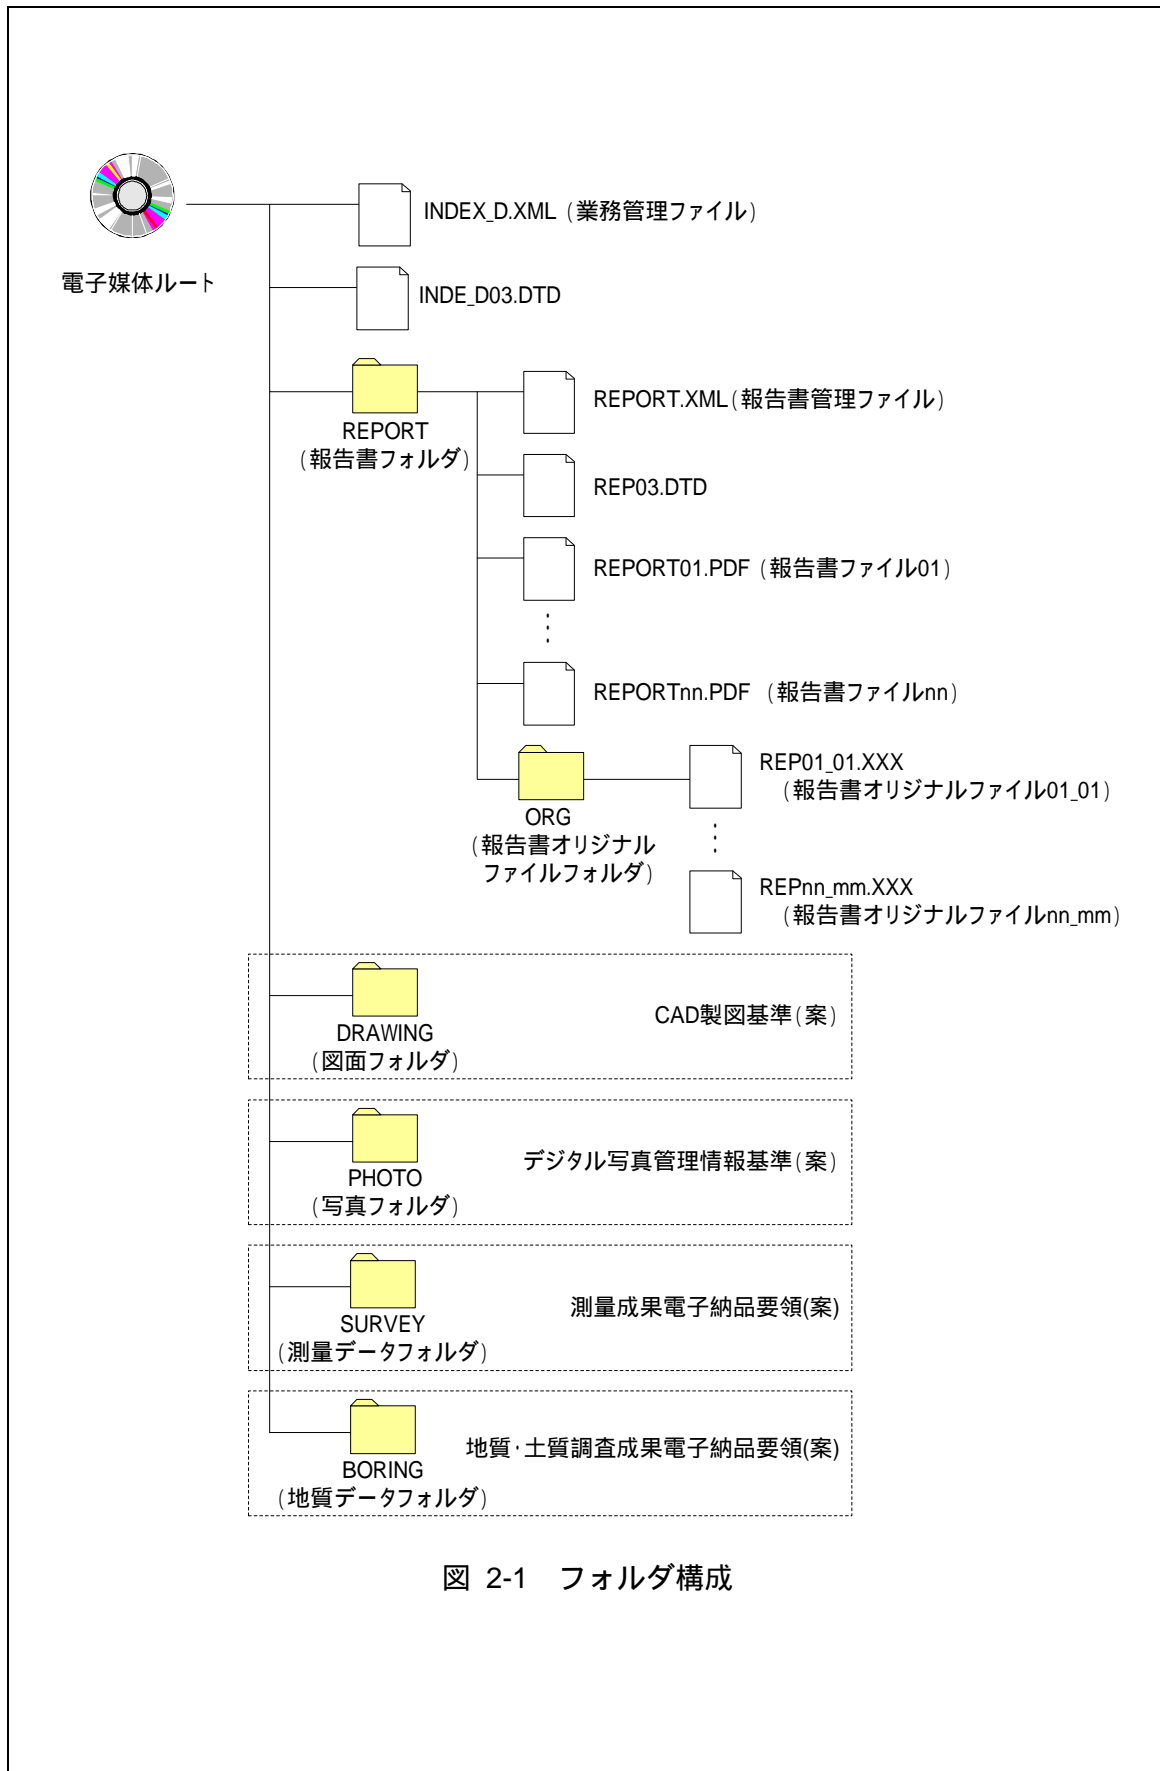 電子媒体ルート
INDEX_D.XML（業務管理ファイル）
INDE_D03.DTD
REPORT
（報告書フォルダ）
REPORT.XML（報告書管理ファイル）
REP03.DTD
REPORT01.PDF（報告書ファイル01）
REPORTnn.PDF （報告書ファイルnn）
ORG
（報告書オリジナル
ファイルフォルダ）
REP01_01.XXX
（報告書オリジナルファイル01_01）
REPnn_mm.XXX
（報告書オリジナルファイルnn_mm）
DRAWING
（図面フォルダ）
CAD製図基準（案）
PHOTO
（写真フォルダ）
デジタル写真管理情報基準（案）
SURVEY
（測量データフォルダ）
測量成果電子納品要領(案)
BORING
（地質データフォルダ）
地質・土質調査成果電子納品要領(案)
図 2-1　フォルダ構成